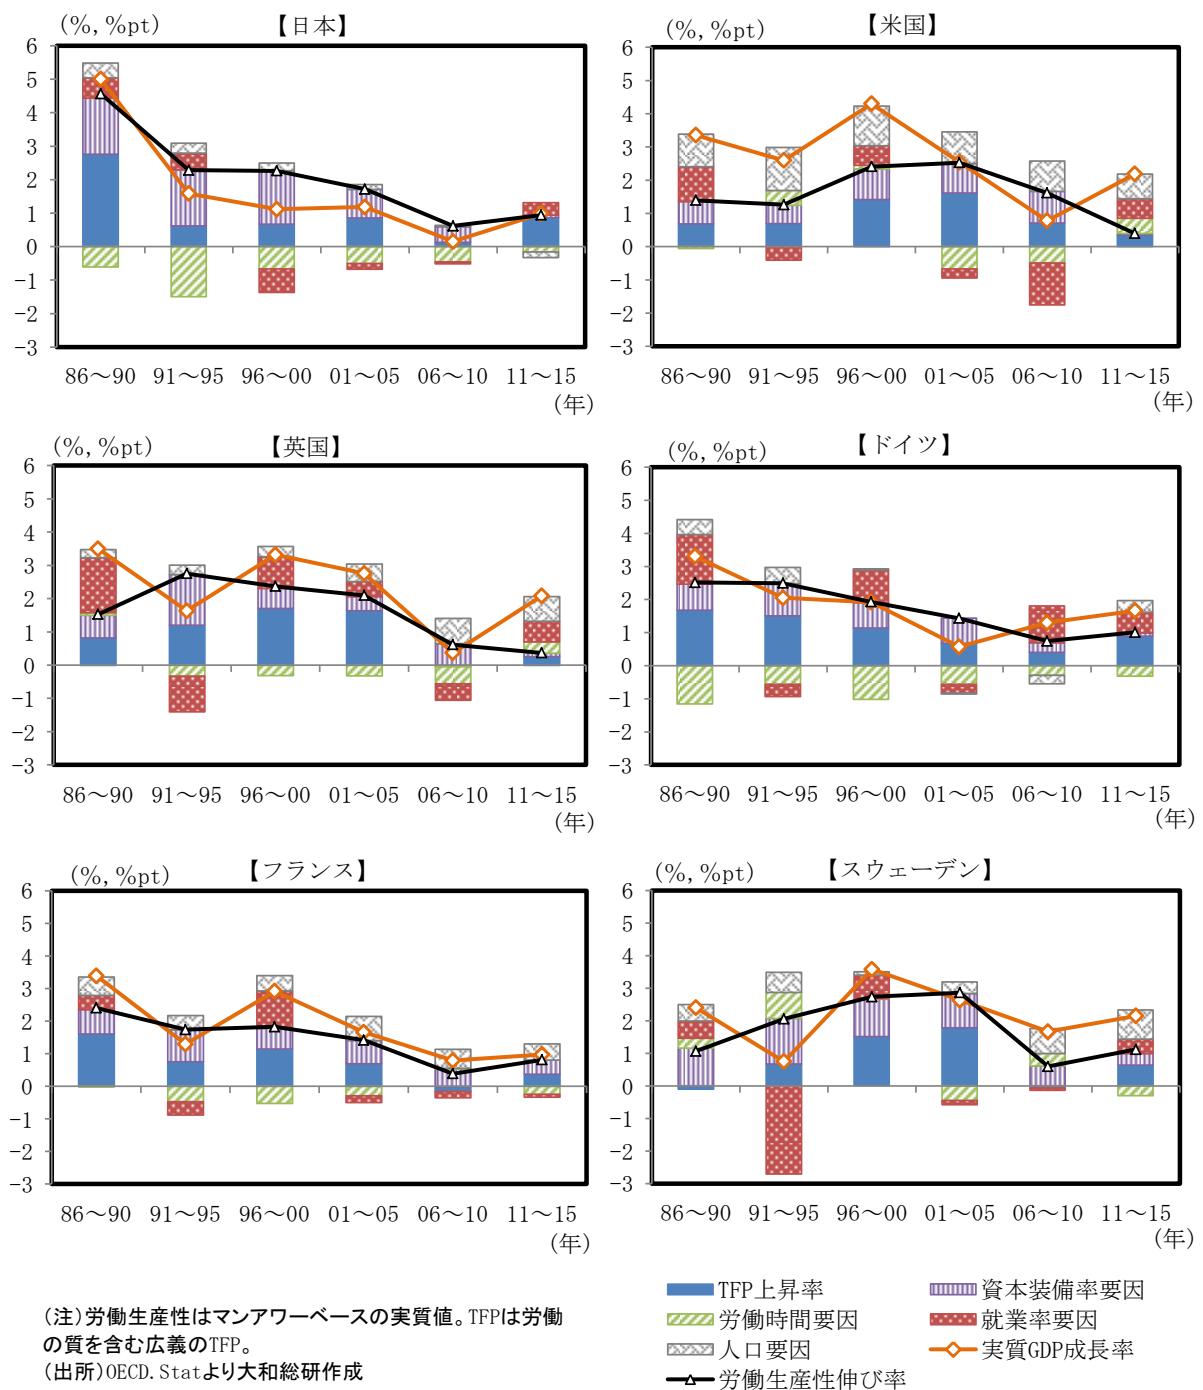 (%, %pt)
【日本】
6
5
4
3
2
1
0
−1
−2
−3
86～90 91～95 96～00 01～05 06～10 11～15
(年)
(%, %pt)
【米国】
6
5
4
3
2
1
0
−1
−2
−3
86～90 91～95 96～00 01～05 06～10 11～15
(年)
(%, %pt)
【英国】
6
5
4
3
2
1
0
−1
−2
−3
86～90 91～95 96～00 01～05 06～10 11～15
(年)
(%, %pt)
【ドイツ】
6
5
4
3
2
1
0
−1
−2
−3
86～90 91～95 96～00 01～05 06～10 11～15
(年)
(%, %pt)
【フランス】
6
5
4
3
2
1
0
−1
−2
−3
86～90 91～95 96～00 01～05 06～10 11～15
(年)
(%, %pt)
【スウェーデン】
6
5
4
3
2
1
0
−1
−2
−3
86～90 91～95 96～00 01～05 06～10 11～15
(年)
TFP上昇率 資本装備率要因
労働時間要因 就業率要因
人口要因 実質GDP成長率
労働生産性伸び率
(注)労働生産性はマンアワーベースの実質値。TFPは労働
の質を含む広義のTFP。
(出所)OECD.Statより大和総研作成